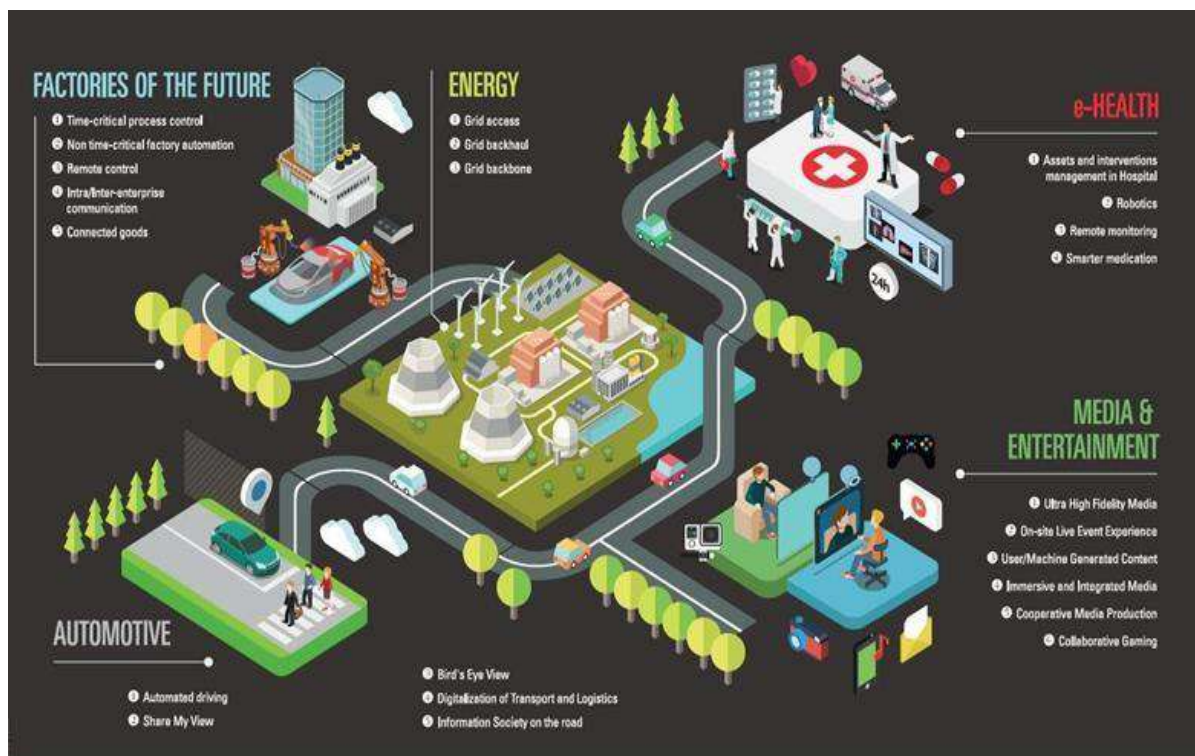 FACTORIES OF THE FUTURE
1 Time-critical process control
2 Non time-critical factory automation
3 Remote control
4 Intra/Inter-enterprise
communication
5 Connected goods
ENERGY
1 Grid access
2 Grid backhaul
3 Grid backbone
e-HEALTH
1 Assets and interventions
management in Hospital
2 Robotics
3 Remote monitoring
4 Smarter medication
24h
MEDIA &
ENTERTAINMENT
1 Ultra High Fidelity Media
2 On-site Live Event Experience
3 User/Machine Generated Content
4 Immersive and Integrated Media
5 Cooperative Media Production
6 Collaborative Gaming
AUTOMOTIVE
1 Automated driving
2 Share My View
3 Bird's Eye View
4 Digitalization of Transport and Logistics
5 Information Society on the road